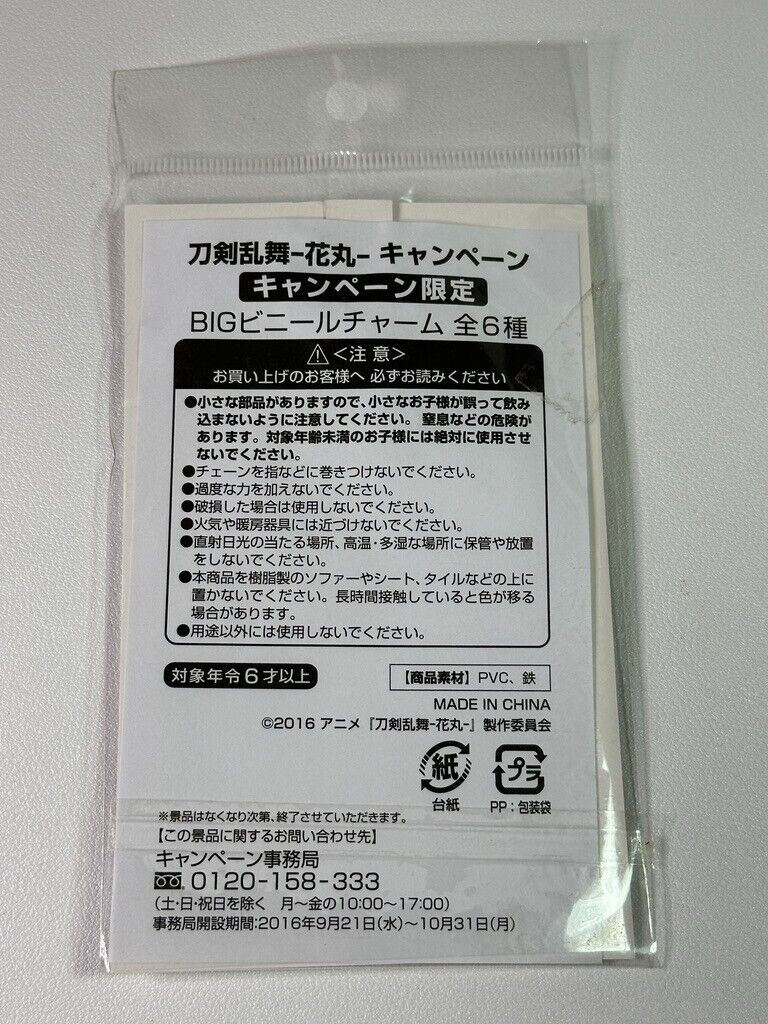 刀剣乱舞-花丸- キャンペーン
キャンペーン限定
BIGビニールチャーム 全6種
<注意>
お買い上げのお客様へ 必ずお読みください
●小さな部品がありますので、小さなお子様が誤って飲み
込まないように注意してください。窒息などの危険が
あります。対象年齢未満のお子様には絶対に使用させ
ないでください。
●チェーンを指などに巻きつけないでください。
●過度な力を加えないでください。
●破損した場合は使用しないでください。
●火気や暖房器具には近づけないでください。
●直射日光の当たる場所、高温・多湿な場所に保管や放置
をしないでください。
●本商品を樹脂製のソファーやシート、タイルなどの上に
置かないでください。長時間接触していると色が移る
場合があります。
●用途以外には使用しないでください。
対象年令6才以上
【商品素材】PVC、鉄
MADE IN CHINA
©2016 アニメ『刀剣乱舞-花丸-』製作委員会
紙 プラ
台紙 PP:包装袋
※景品はなくなり次第、終了させていただきます。
【この景品に関するお問い合わせ先】
キャンペーン事務局
0120-158-333
(土・日・祝日を除く 月〜金の10:00〜17:00)
事務局開設期間:2016年9月21日(水)〜10月31日(月)